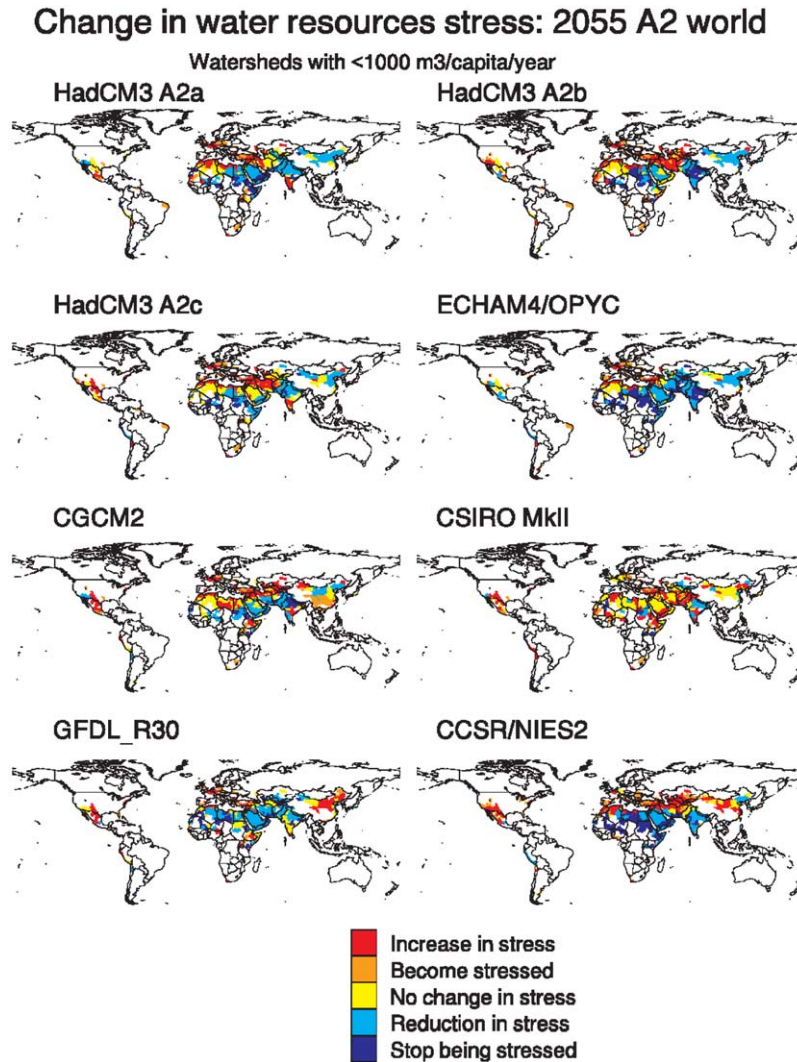 Change in water resources stress: 2055 A2 world
Watersheds with <1000 m3/capita/year
HadCM3 A2a
HadCM3 A2b
HadCM3 A2c
ECHAM4/OPYC
CGCM2
CSIRO MkII
GFDL_R30
CCSR/NIES2
Increase in stress
Become stressed
No change in stress
Reduction in stress
Stop being stressed